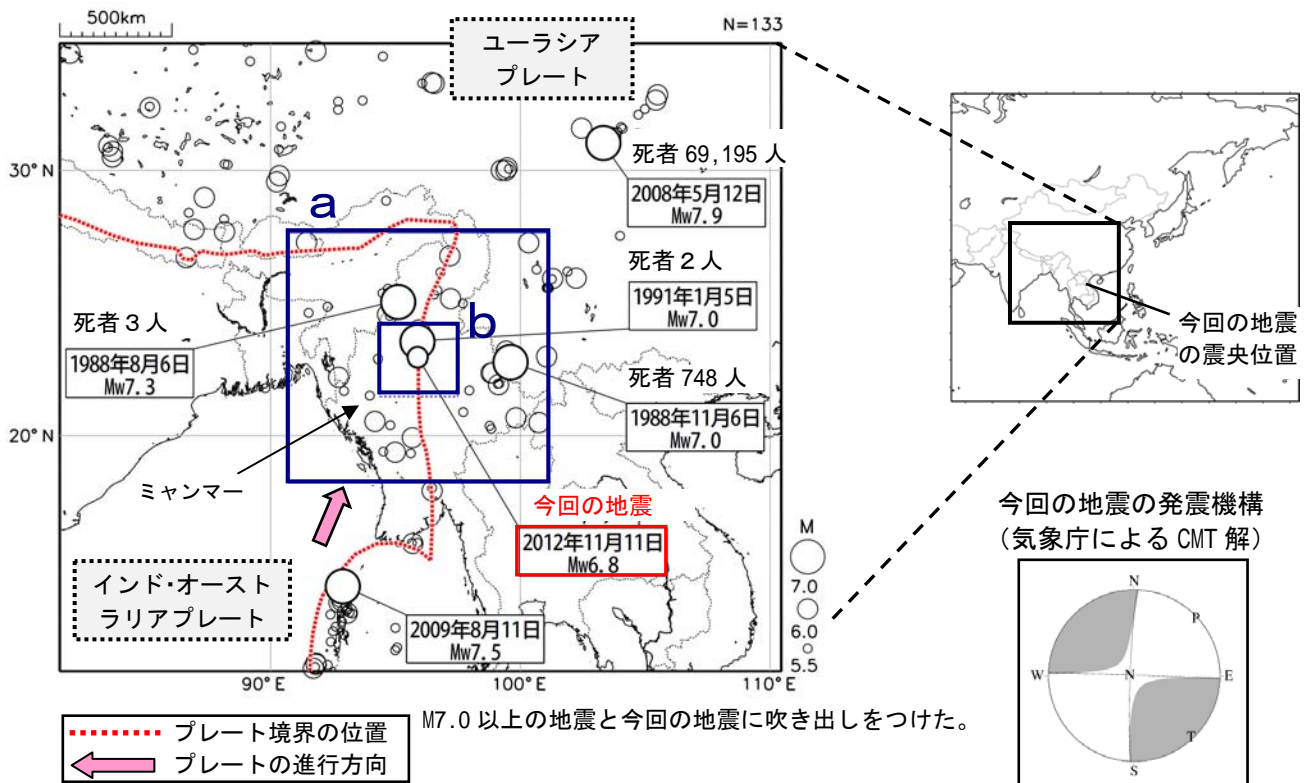 500km
N=133
ユーラシア
プレート
死者 69,195 人
2008年5月12日
Mw7.9
30°N
a
死者 2 人
1991年1月5日
Mw7.0
b
死者 3 人
1988年8月6日
Mw7.3
死者 748 人
1988年11月6日
Mw7.0
20°N
ミャンマー
今回の地震
2012年11月11日
Mw6.8
インド・オースト
ラリアプレート
2009年8月11日
Mw7.5
M
7.0
6.0
5.5
90°E
100°E
110°E
プレート境界の位置
プレートの進行方向
M7.0 以上の地震と今回の地震に吹き出しをつけた。
今回の地震
の震央位置
今回の地震の発震機構
（気象庁による CMT 解）
N
P
W
N
E
T
S